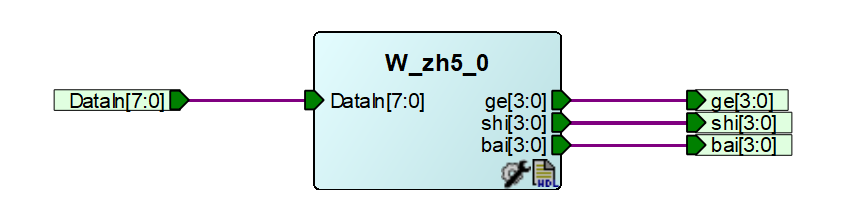 W_zh5_0
DataIn[7:0] DataIn[7:0] ge[3:0] ge[3:0]
shi[3:0] shi[3:0]
bai[3:0] bai[3:0]
HDL